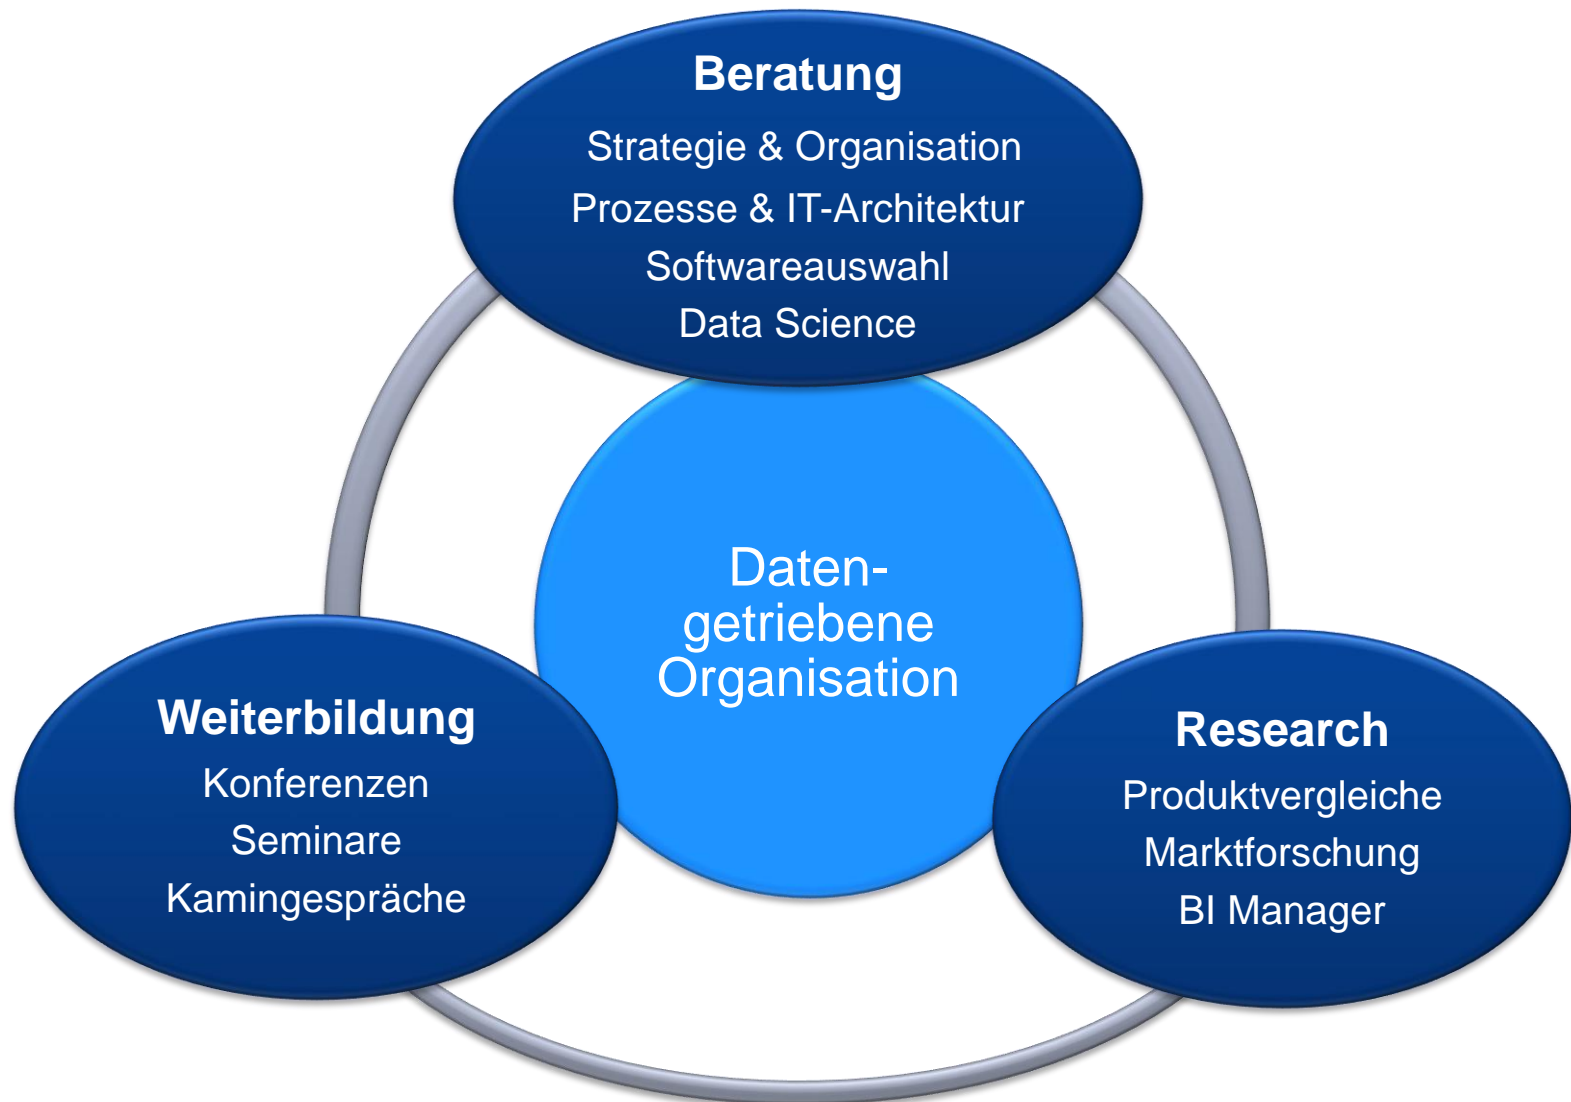 Beratung
Strategie & Organisation
Prozesse & IT-Architektur
Softwareauswahl
Data Science
Daten-
getriebene
Organisation
Weiterbildung
Konferenzen
Seminare
Kamingespräche
Research
Produktvergleiche
Marktforschung
BI Manager